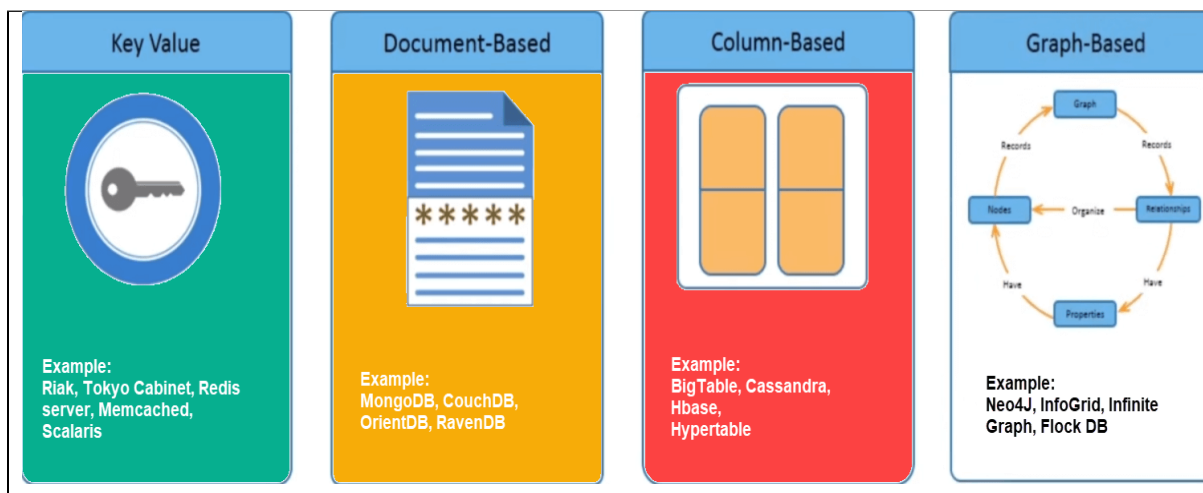 Key Value
Example:
Riak, Tokyo Cabinet, Redis
server, Memcached,
Scalaris
Document-Based
*****
Example:
MongoDB, CouchDB,
OrientDB, RavenDB
Column-Based
Example:
BigTable, Cassandra,
Hbase,
Hypertable
Graph-Based
Graph
Records
Records
Nodes
Organise
Relationships
Have
Have
Properties
Example:
Neo4J, InfoGrid, Infinite
Graph, Flock DB